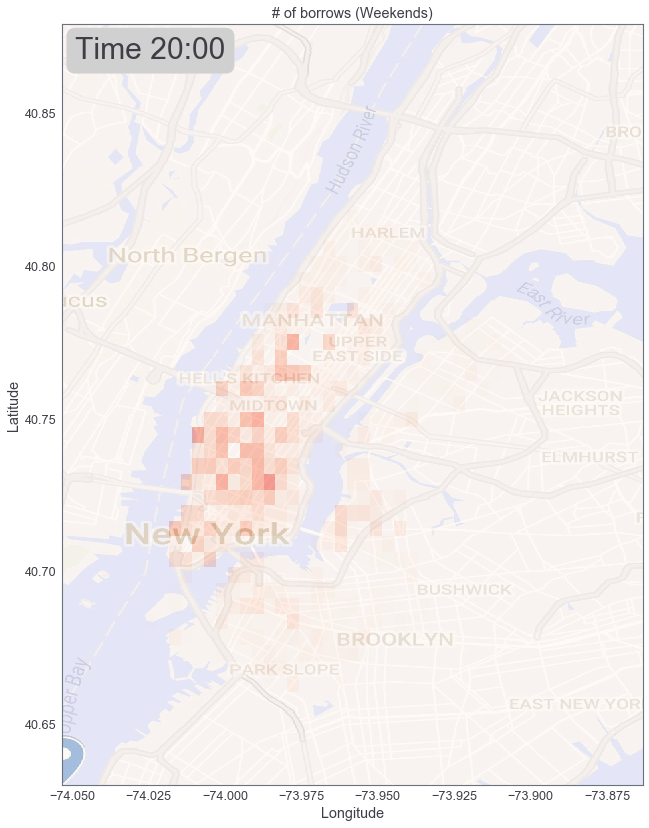 # of borrows (Weekends)
Time 20:00
40.85
BRO
Hudson River
HARLEM
North Bergen
40.80
East River
UCUS
MANHATTAN
UPPER
EAST SIDE
HELL'S KITCHEN
MIDTOWN
JACKSON
HEIGHTS
40.75
Latitude
ELMHURST
New York
40.70
BUSHWICK
BROOKLYN
PARK SLOPE
EAST NEW YOR
pper Bay
40.65
−74.050 −74.025 −74.000 −73.975 −73.950 −73.925 −73.900 −73.875
Longitude